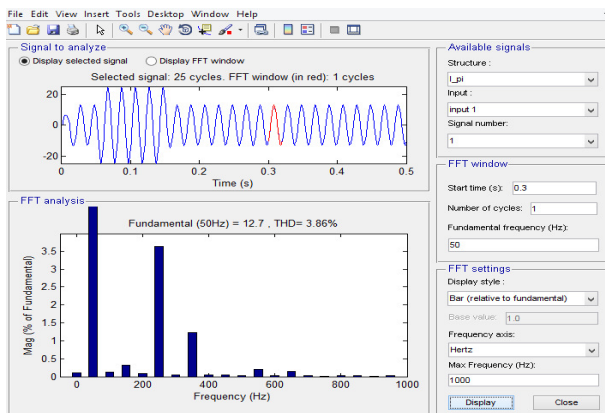 File Edit View Insert Tools Desktop Window Help
Signal to analyze
Display selected signal
Display FFT window
Selected signal: 25 cycles. FFT window (in red): 1 cycles
20
0
-20
0
0.1
0.2
0.3
0.4
0.5
Time (s)
FFT analysis
Fundamental (50Hz) = 12.7 , THD= 3.86%
Mag (% of Fundamental)
3.5
3
2.5
2
1.5
1
0.5
0
0
200
400
600
800
1000
Frequency (Hz)
Available signals
Structure :
I_pi
Input :
input 1
Signal number:
1
FFT window
Start time (s): 0.3
Number of cycles: 1
Fundamental frequency (Hz):
50
FFT settings
Display style :
Bar (relative to fundamental)
Base value: 1.0
Frequency axis:
Hertz
Max Frequency (Hz):
1000
Display
Close